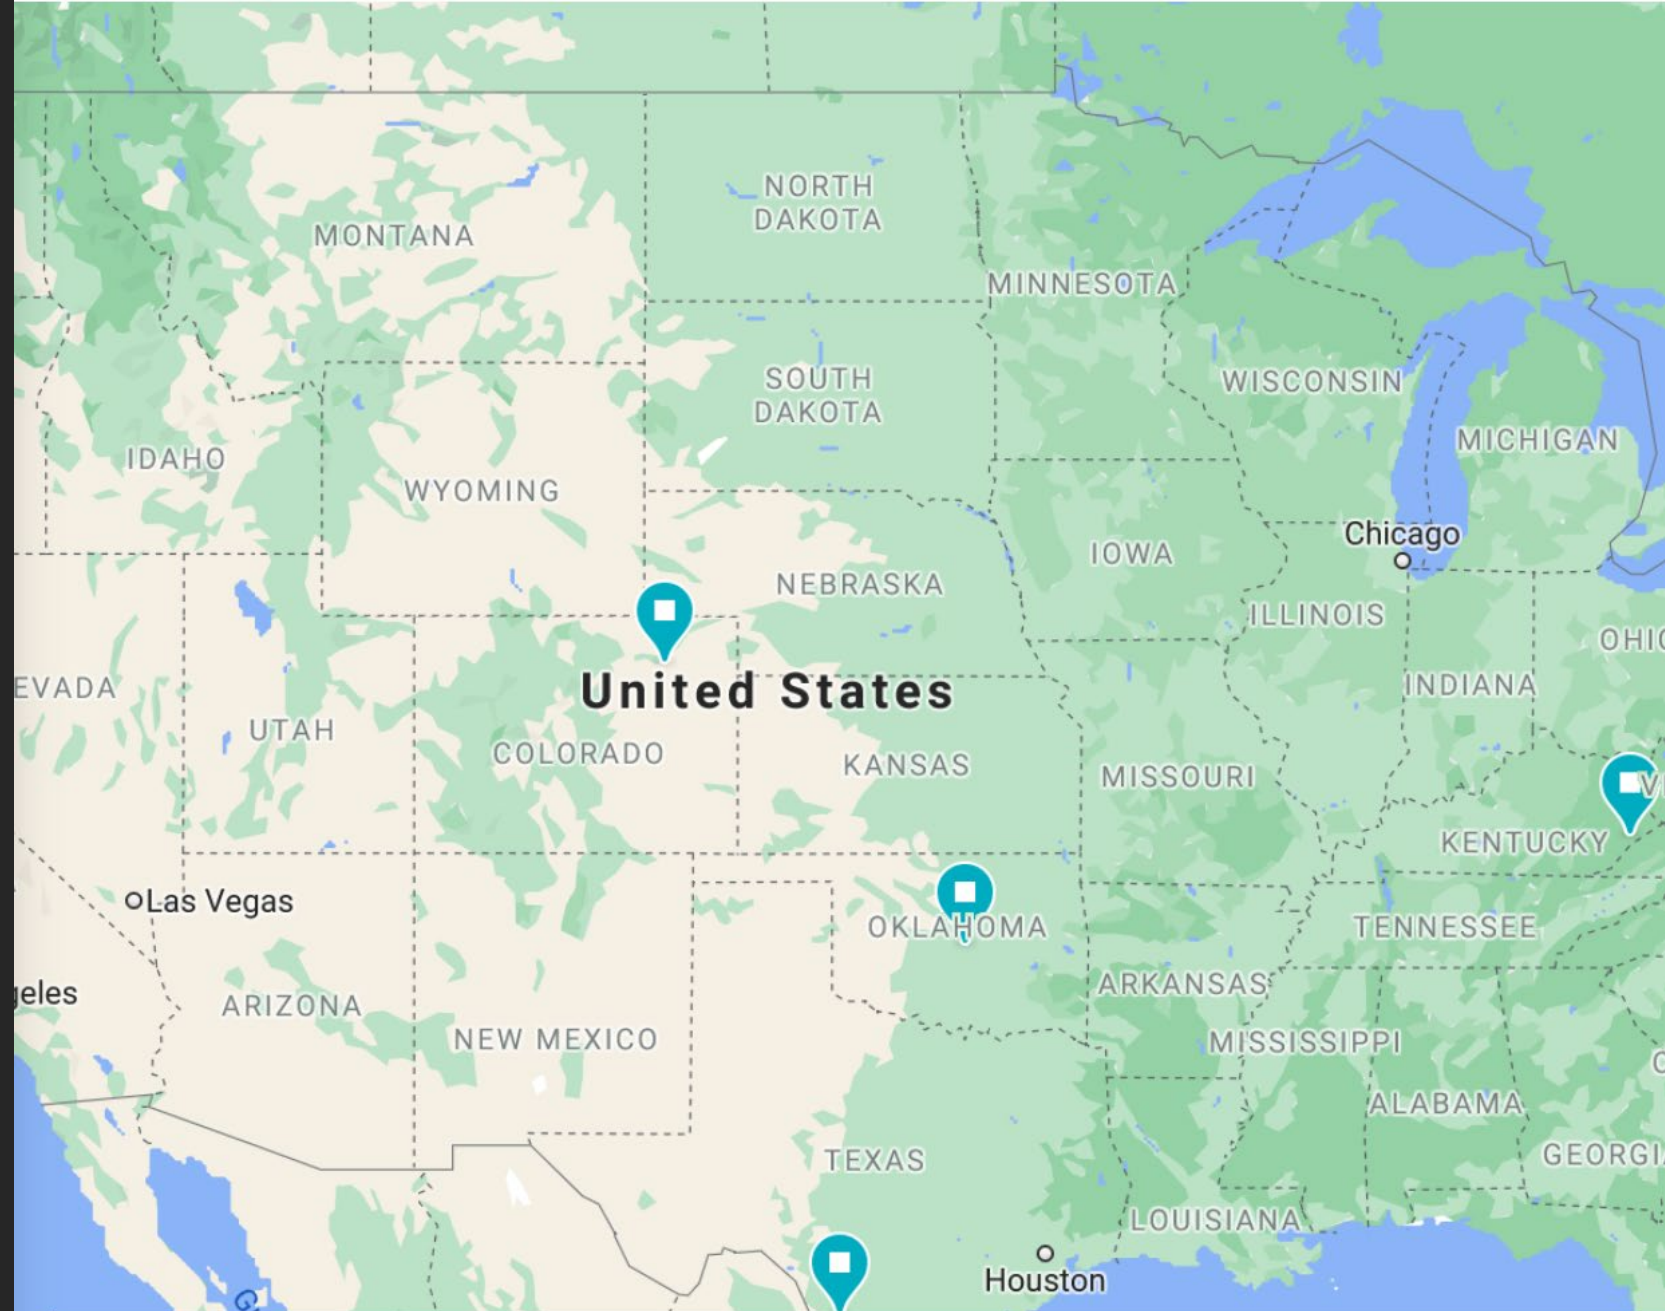 NORTH
DAKOTA
MONTANA
MINNESOTA
SOUTH
DAKOTA
WISCONSIN
MICHIGAN
IDAHO
WYOMING
Chicago
IOWA
NEBRASKA
ILLINOIS
OHIO
EVADA
United States
INDIANA
UTAH
COLORADO
KANSAS
MISSOURI
KENTUCKY
Las Vegas
OKLAHOMA
TENNESSEE
geles
ARKANSAS
ARIZONA
NEW MEXICO
MISSISSIPPI
ALABAMA
TEXAS
GEORGIA
LOUISIANA
Houston